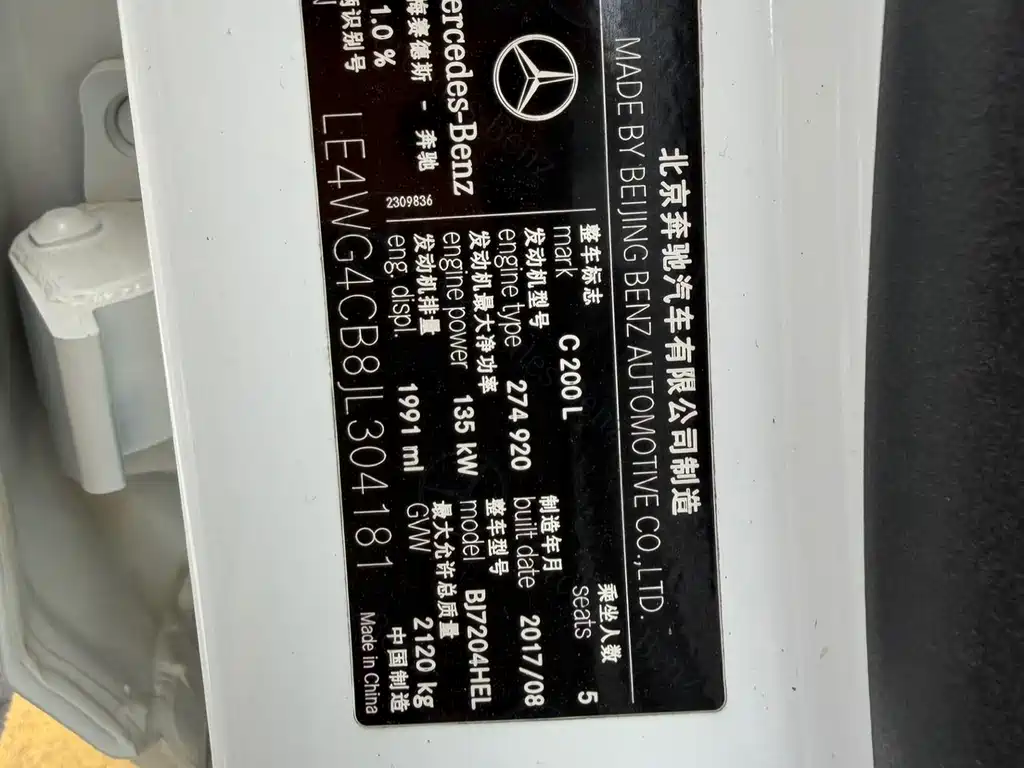 北京奔驰汽车有限公司制造
MADE BY BEIJING BENZ AUTOMOTIVE CO.,LTD.
乘坐人数
seats 5
整车标志
mark C 200 L
制造年月
built date 2017/08
发动机型号
engine type 274 920
整车型号
model BJ7204HEL
发动机最大净功率
engine power 135 kW
最大允许总质量
GVW 2120 kg
发动机排量
eng. displ. 1991 ml
中国制造
Made in China
ercedes-Benz
梅赛德斯 - 奔驰
2309836
1.0 %
识别号
LE4WG4CB8JL304181